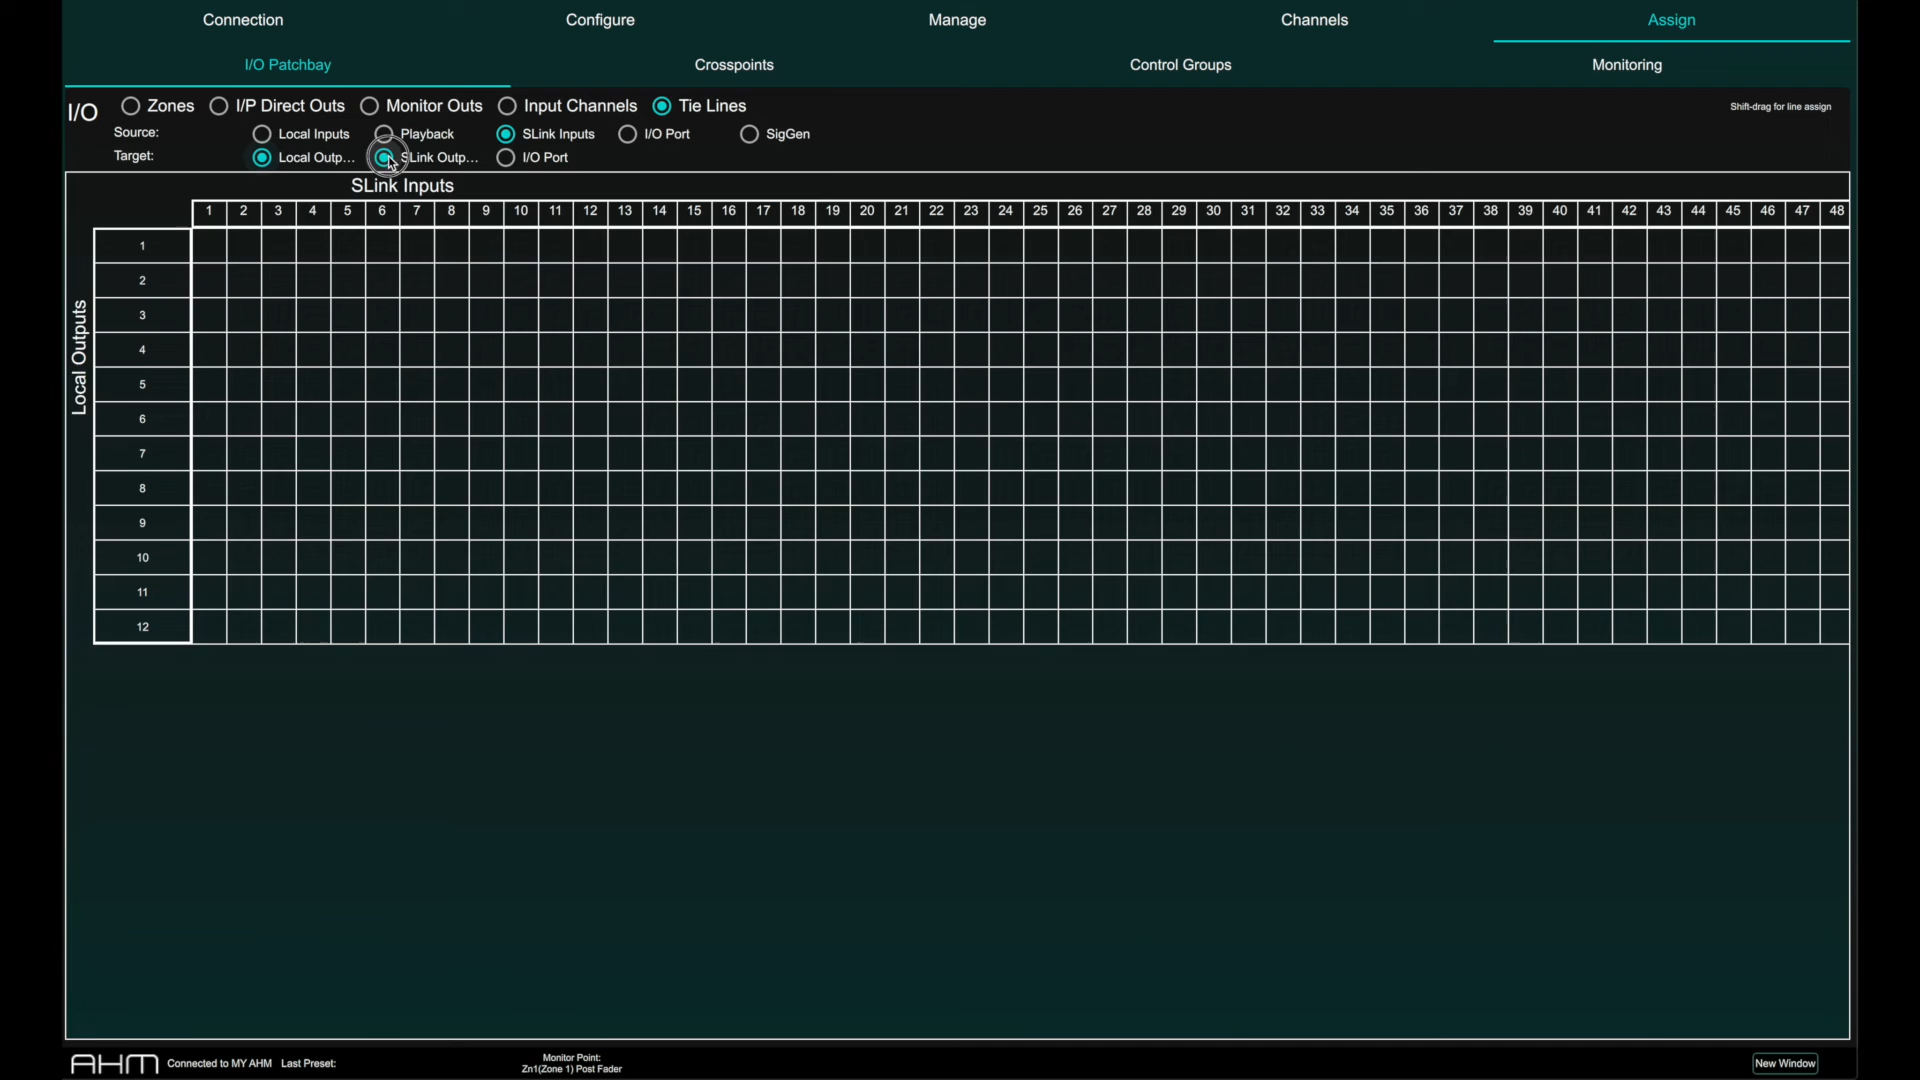 Connection Configure Manage Channels Assign
I/O Patchbay Crosspoints Control Groups Monitoring
I/O Zones I/P Direct Outs Monitor Outs Input Channels Tie Lines Shift-drag for line assign
Source: Local Inputs Playback SLink Inputs I/O Port SigGen
Target: Local Outp... SLink Outp... I/O Port
SLink Inputs
1 2 3 4 5 6 7 8 9 10 11 12 13 14 15 16 17 18 19 20 21 22 23 24 25 26 27 28 29 30 31 32 33 34 35 36 37 38 39 40 41 42 43 44 45 46 47 48
Local Outputs
1
2
3
4
5
6
7
8
9
10
11
12
AHM Connected to MY AHM Last Preset:
Monitor Point:
Zn1(Zone 1) Post Fader
New Window